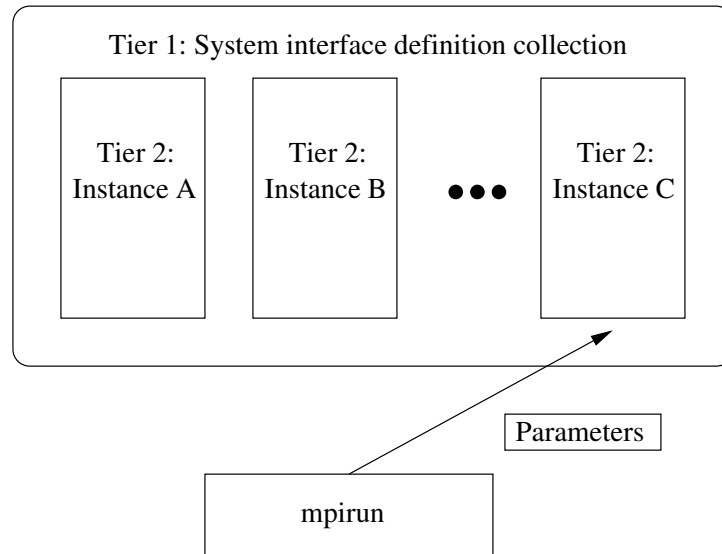 Tier 1: System interface definition collection
Tier 2:
Instance A
Tier 2:
Instance B
Tier 2:
Instance C
Parameters
mpirun